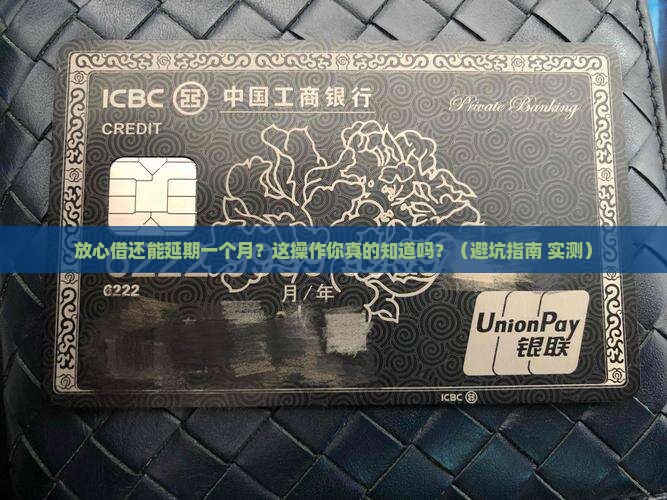 ICBC 中国工商银行
Private Banking
CREDIT
放心借还能延期一个月？这操作你真的知道吗？（避坑指南 实测）
6222
月/年
UnionPay
银联
ICBC